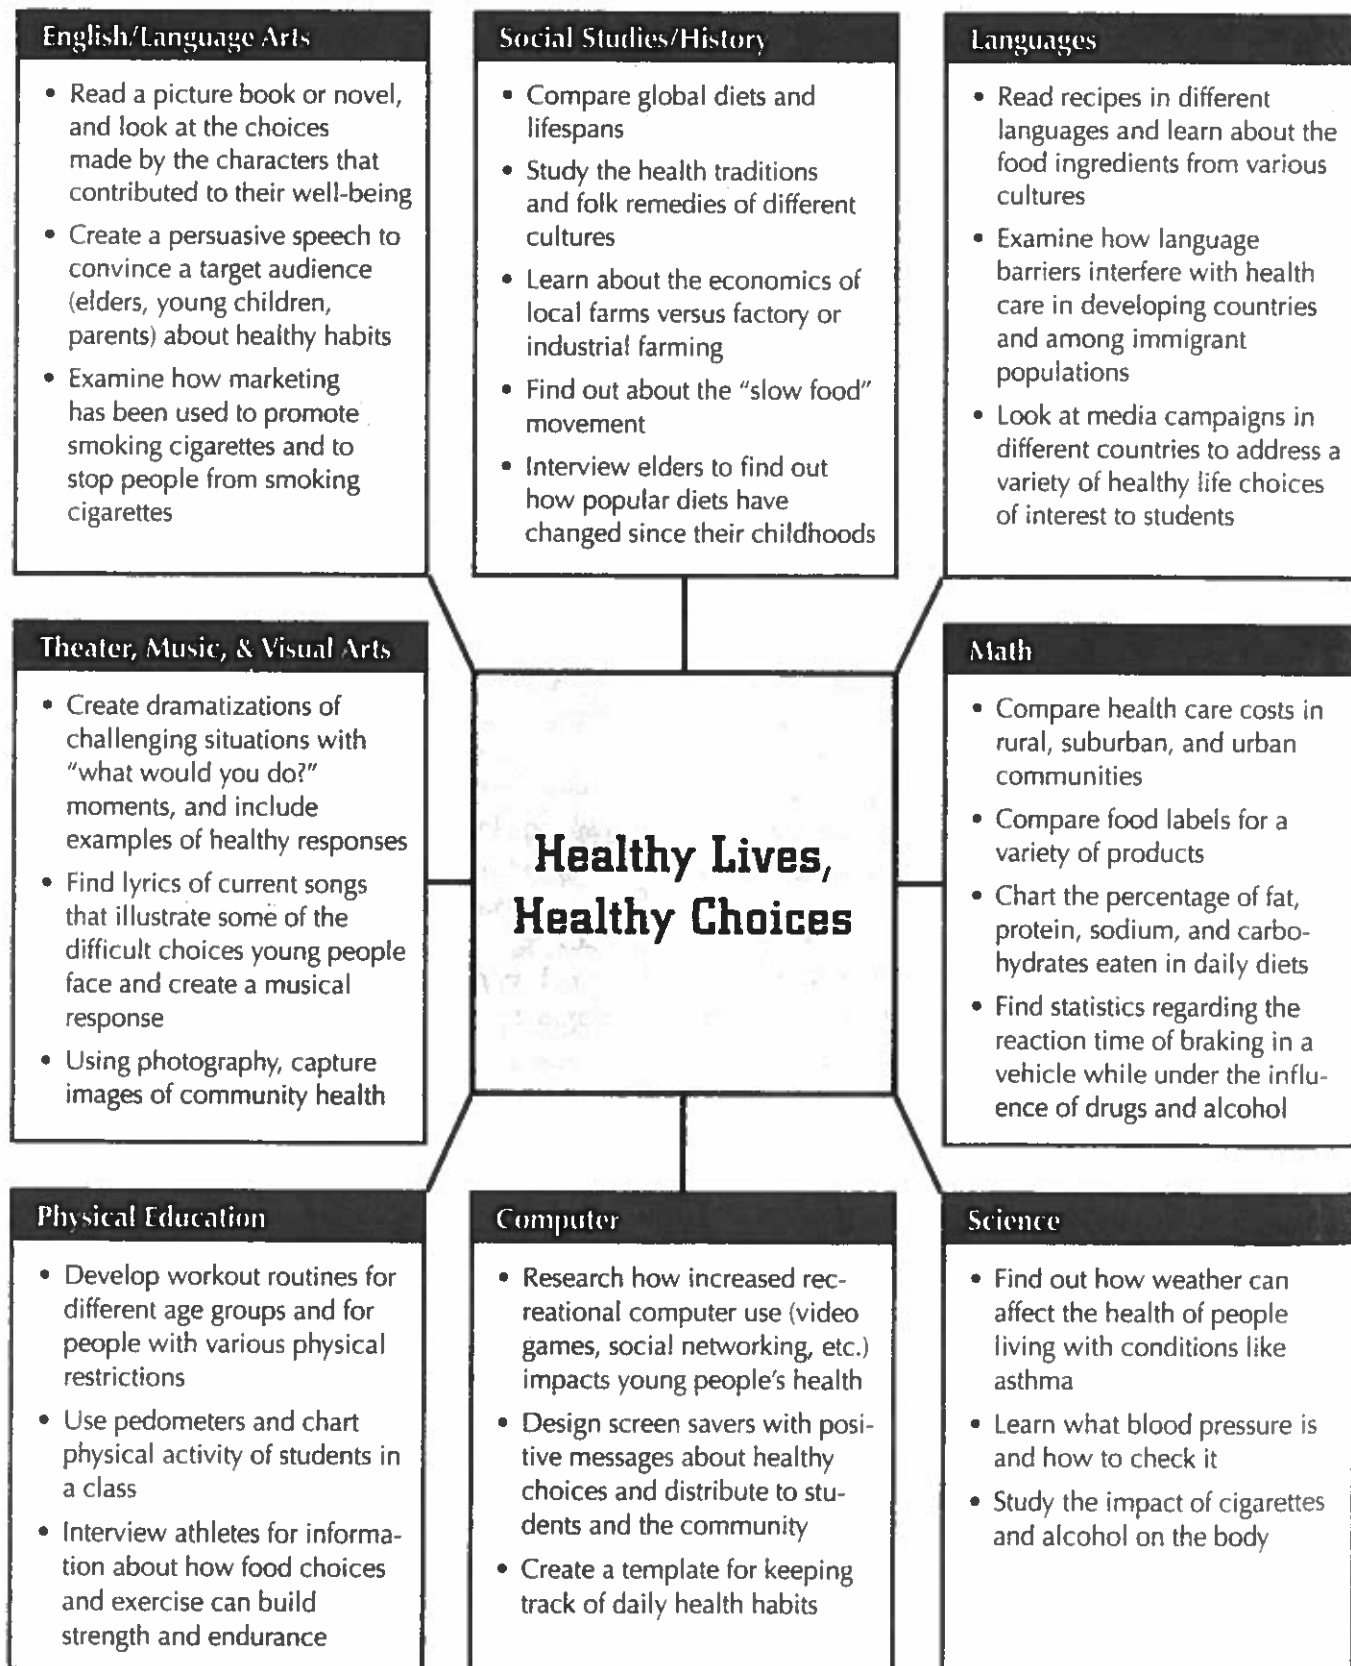 English/Language Arts
• Read a picture book or novel,
and look at the choices
made by the characters that
contributed to their well-being
• Create a persuasive speech to
convince a target audience
(elders, young children,
parents) about healthy habits
• Examine how marketing
has been used to promote
smoking cigarettes and to
stop people from smoking
cigarettes
Social Studies/History
• Compare global diets and
lifespans
• Study the health traditions
and folk remedies of different
cultures
• Learn about the economics of
local farms versus factory or
industrial farming
• Find out about the "slow food"
movement
• Interview elders to find out
how popular diets have
changed since their childhoods
Languages
• Read recipes in different
languages and learn about the
food ingredients from various
cultures
• Examine how language
barriers interfere with health
care in developing countries
and among immigrant
populations
• Look at media campaigns in
different countries to address a
variety of healthy life choices
of interest to students
Theater, Music, & Visual Arts
• Create dramatizations of
challenging situations with
"what would you do?"
moments, and include
examples of healthy responses
• Find lyrics of current songs
that illustrate some of the
difficult choices young people
face and create a musical
response
• Using photography, capture
images of community health
Healthy Lives,
Healthy Choices
Math
• Compare health care costs in
rural, suburban, and urban
communities
• Compare food labels for a
variety of products
• Chart the percentage of fat,
protein, sodium, and carbo-
hydrates eaten in daily diets
• Find statistics regarding the
reaction time of braking in a
vehicle while under the influ-
ence of drugs and alcohol
Physical Education
• Develop workout routines for
different age groups and for
people with various physical
restrictions
• Use pedometers and chart
physical activity of students in
a class
• Interview athletes for informa-
tion about how food choices
and exercise can build
strength and endurance
Computer
• Research how increased rec-
reational computer use (video
games, social networking, etc.)
impacts young people's health
• Design screen savers with posi-
tive messages about healthy
choices and distribute to stu-
dents and the community
• Create a template for keeping
track of daily health habits
Science
• Find out how weather can
affect the health of people
living with conditions like
asthma
• Learn what blood pressure is
and how to check it
• Study the impact of cigarettes
and alcohol on the body